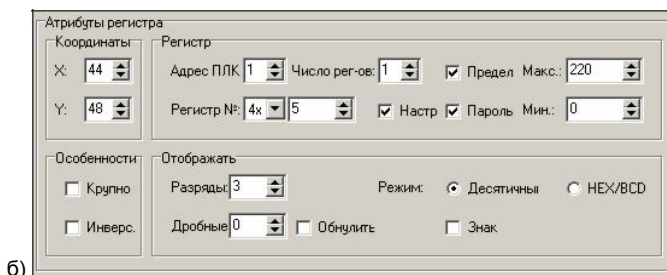 Атрибуты регистра
Координаты Регистр
X: 44 Адрес ПЛК 1 Число рег-ов: 1 Предел Макс.: 220
Y: 48 Регистр №: 4x 5 Настр Пароль Мин.: 0
Особенности Отображать
Крупно Разряды: 3 Режим: Десятичны HEX/BCD
Инверс. Дробные 0 Обнулить Знак
б)